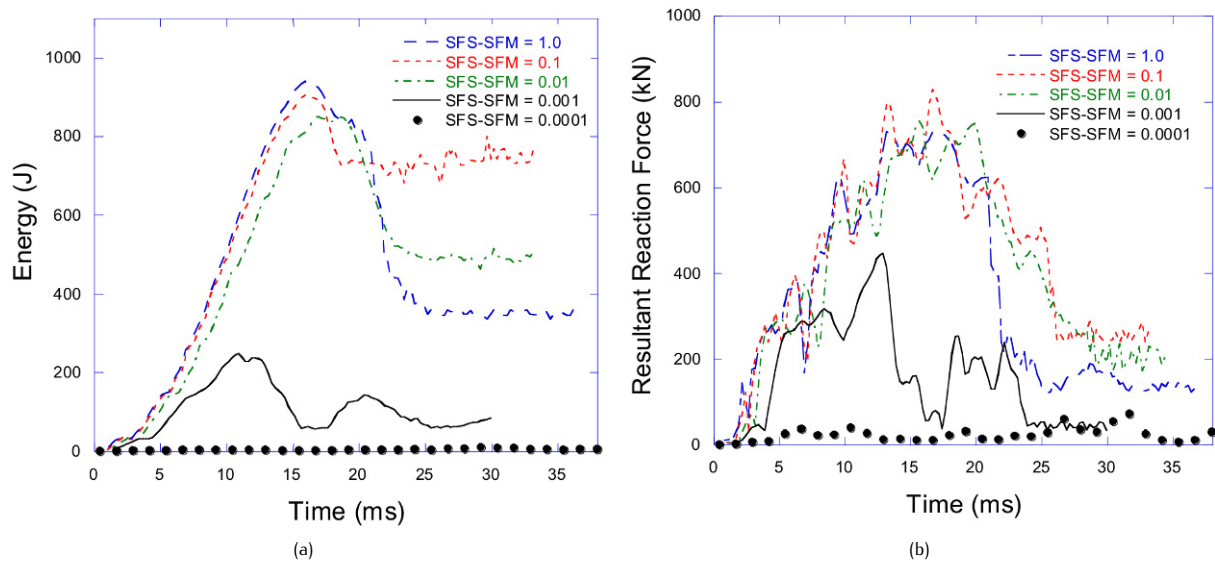 1000
800
600
400
200
0
Energy (J)
SFS-SFM = 1.0
SFS-SFM = 0.1
SFS-SFM = 0.01
SFS-SFM = 0.001
SFS-SFM = 0.0001
0 5 10 15 20 25 30 35
Time (ms)
(a)
1000
800
600
400
200
0
Resultant Reaction Force (kN)
SFS-SFM = 1.0
SFS-SFM = 0.1
SFS-SFM = 0.01
SFS-SFM = 0.001
SFS-SFM = 0.0001
0 5 10 15 20 25 30 35
Time (ms)
(b)